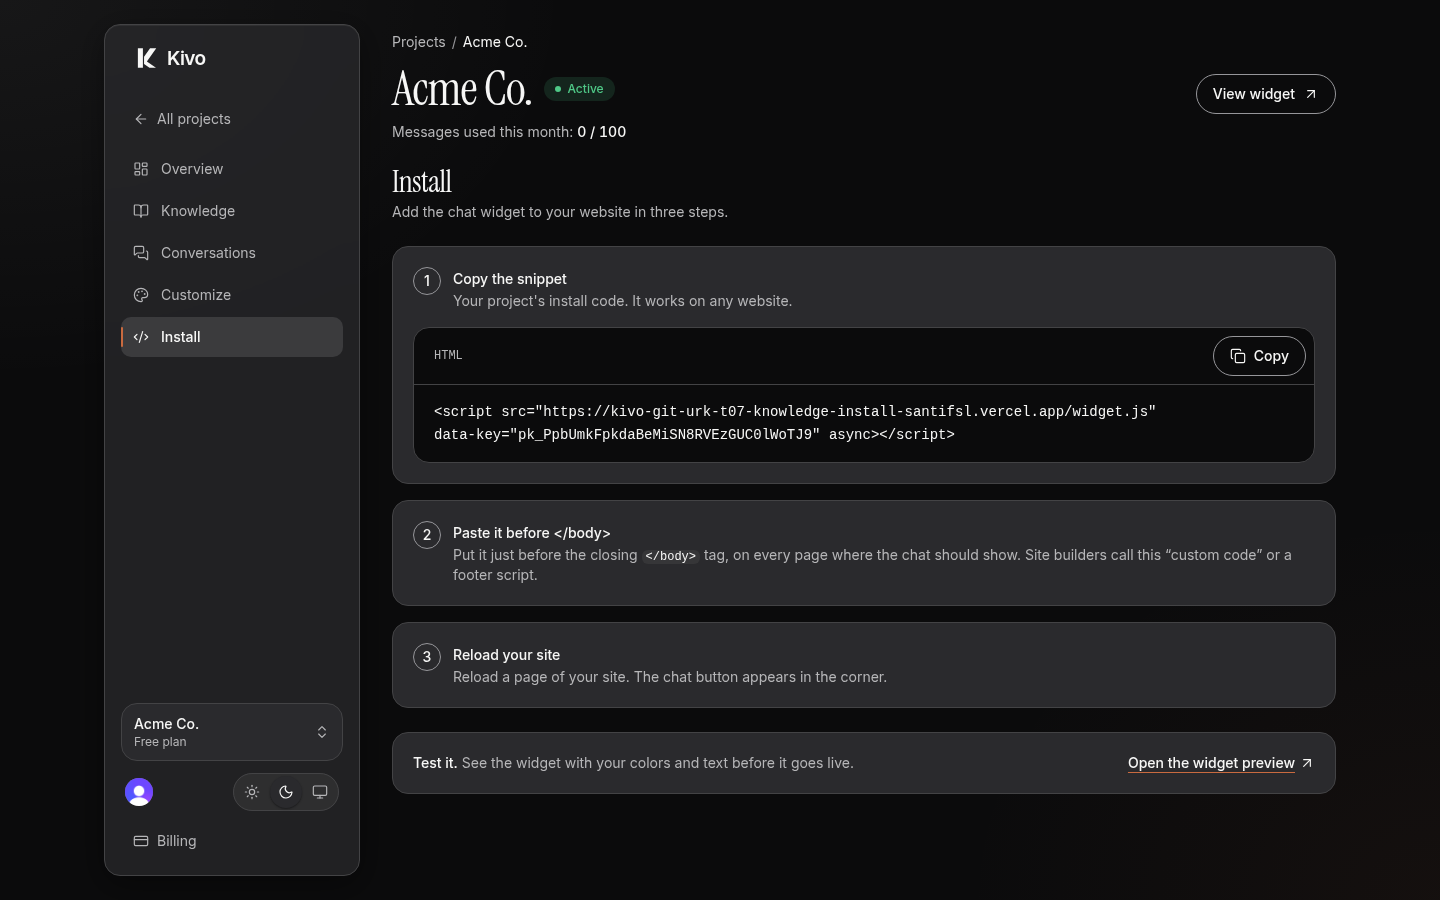 Kivo
All projects
Overview
Knowledge
Conversations
Customize
Install
Acme Co.
Free plan
Billing
Projects / Acme Co.
Acme Co.
Active
View widget
Messages used this month: 0 / 100
Install
Add the chat widget to your website in three steps.
1
Copy the snippet
Your project's install code. It works on any website.
HTML
Copy
<script src="https://kivo-git-urk-t07-knowledge-install-santifsl.vercel.app/widget.js"
data-key="pk_PpbUmkFpkdaBeMiSN8RVEzGUC0lWoTJ9" async></script>
2
Paste it before </body>
Put it just before the closing </body> tag, on every page where the chat should show. Site builders call this “custom code” or a
footer script.
3
Reload your site
Reload a page of your site. The chat button appears in the corner.
Test it. See the widget with your colors and text before it goes live.
Open the widget preview